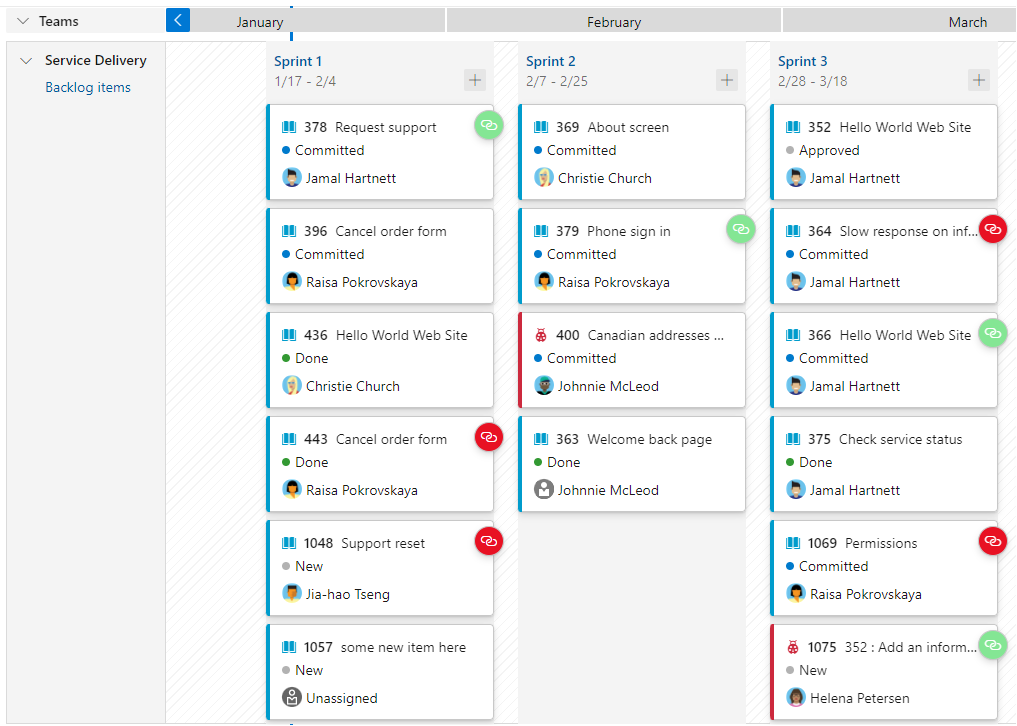 Teams
January
February
March
Service Delivery
Backlog items
Sprint 1
1/17 - 2/4
378 Request support
Committed
Jamal Hartnett
396 Cancel order form
Committed
Raisa Pokrovskaya
436 Hello World Web Site
Done
Christie Church
443 Cancel order form
Done
Raisa Pokrovskaya
1048 Support reset
New
Jia-hao Tseng
1057 some new item here
New
Unassigned
Sprint 2
2/7 - 2/25
369 About screen
Committed
Christie Church
379 Phone sign in
Committed
Raisa Pokrovskaya
400 Canadian addresses ...
Committed
Johnnie McLeod
363 Welcome back page
Done
Johnnie McLeod
Sprint 3
2/28 - 3/18
352 Hello World Web Site
Approved
Jamal Hartnett
364 Slow response on inf...
Committed
Jamal Hartnett
366 Hello World Web Site
Committed
Jamal Hartnett
375 Check service status
Done
Jamal Hartnett
1069 Permissions
Committed
Raisa Pokrovskaya
1075 352 : Add an inform...
New
Helena Petersen